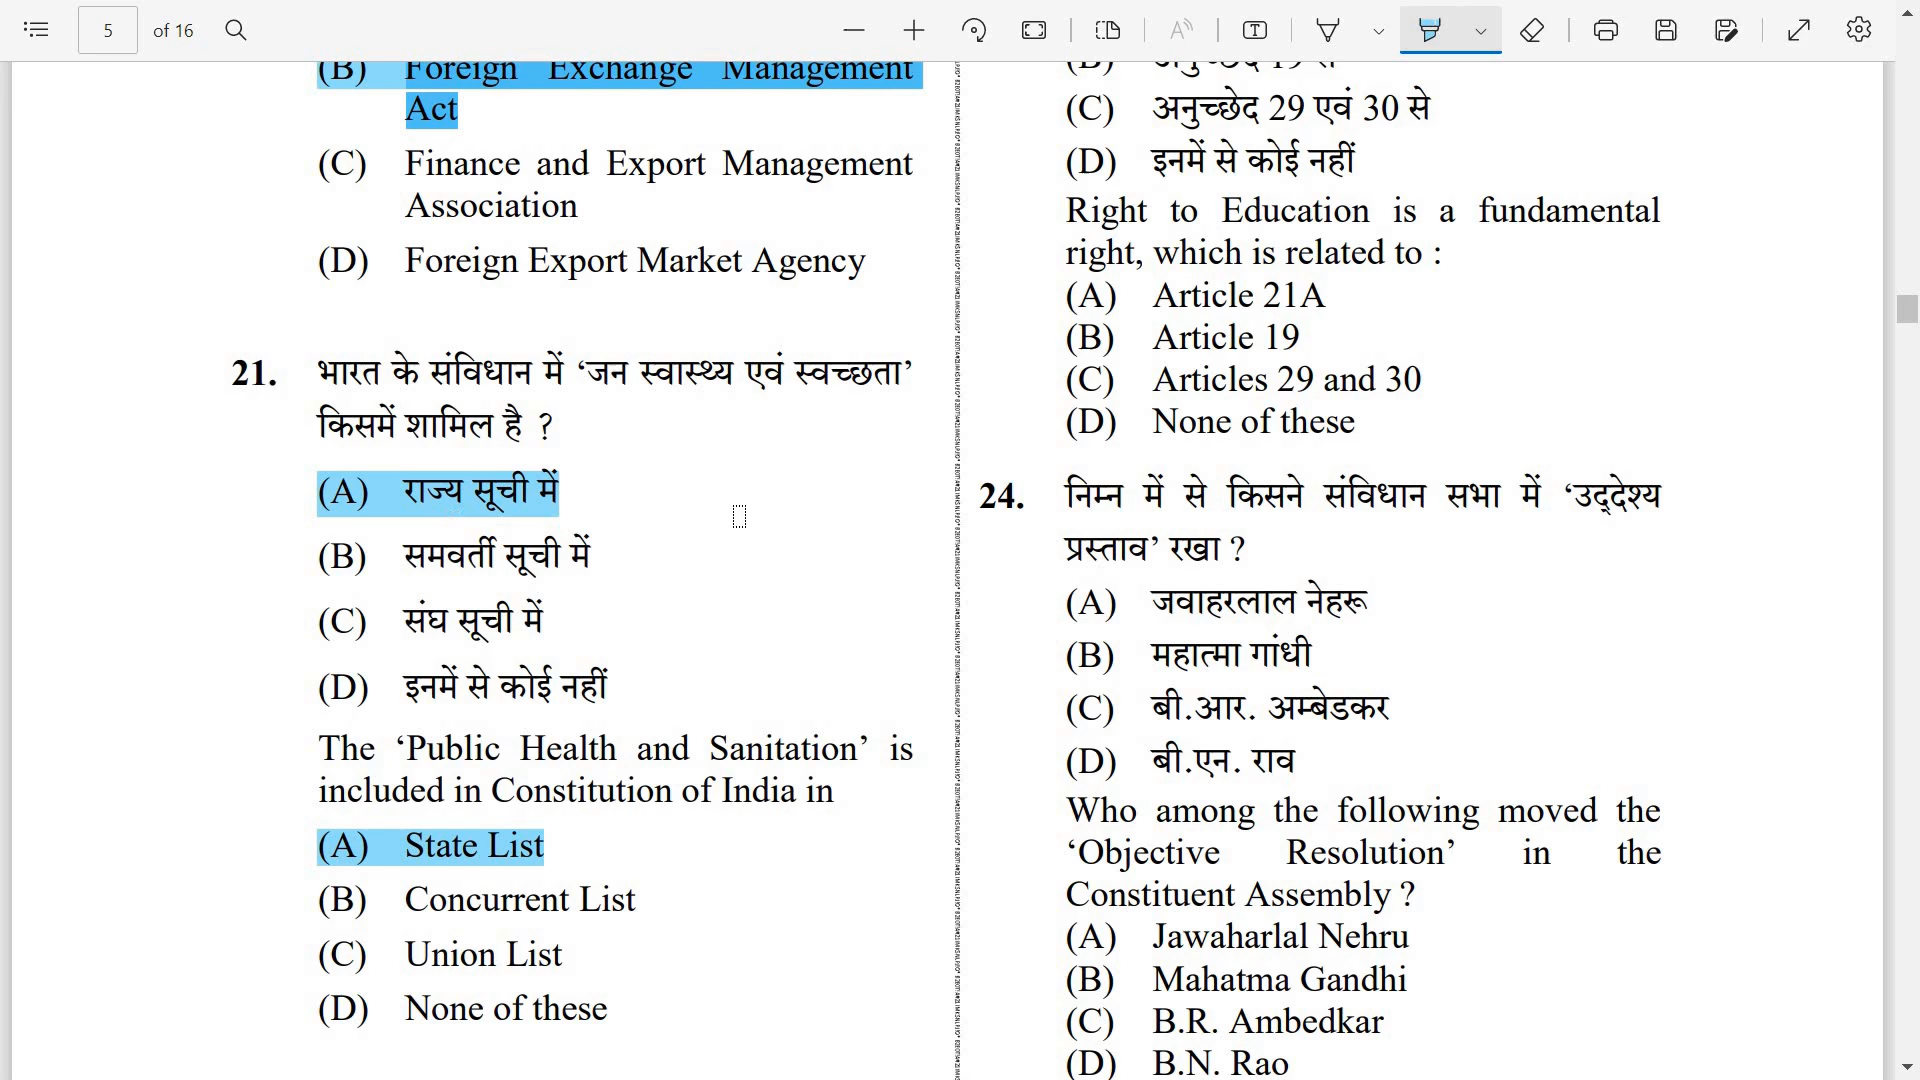 5 of 16
(B) Foreign Exchange Management
Act
(C) Finance and Export Management
Association
(D) Foreign Export Market Agency
21. भारत के संविधान में ‘जन स्वास्थ्य एवं स्वच्छता’
किसमें शामिल है ?
(A) राज्य सूची में
(B) समवर्ती सूची में
(C) संघ सूची में
(D) इनमें से कोई नहीं
The ‘Public Health and Sanitation’ is
included in Constitution of India in
(A) State List
(B) Concurrent List
(C) Union List
(D) None of these
(B) अनुच्छेद 19 से
(C) अनुच्छेद 29 एवं 30 से
(D) इनमें से कोई नहीं
Right to Education is a fundamental
right, which is related to :
(A) Article 21A
(B) Article 19
(C) Articles 29 and 30
(D) None of these
24. निम्न में से किसने संविधान सभा में ‘उद्‌देश्य
प्रस्ताव’ रखा ?
(A) जवाहरलाल नेहरू
(B) महात्मा गांधी
(C) बी.आर. अम्बेडकर
(D) बी.एन. राव
Who among the following moved the
‘Objective Resolution’ in the
Constituent Assembly ?
(A) Jawaharlal Nehru
(B) Mahatma Gandhi
(C) B.R. Ambedkar
(D) B.N. Rao